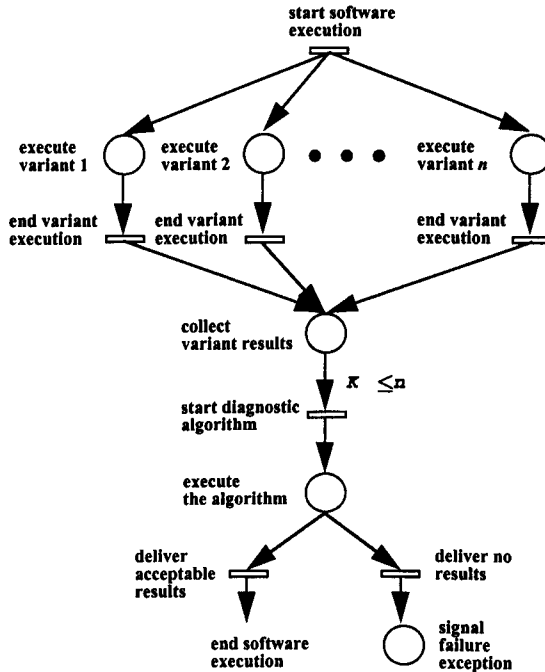 start software
execution
execute
variant 1
execute
variant 2
execute
variant n
end variant
execution
end variant
execution
end variant
execution
collect
variant results
K ≤n
start diagnostic
algorithm
execute
the algorithm
deliver
acceptable
results
deliver no
results
end software
execution
signal
failure
exception